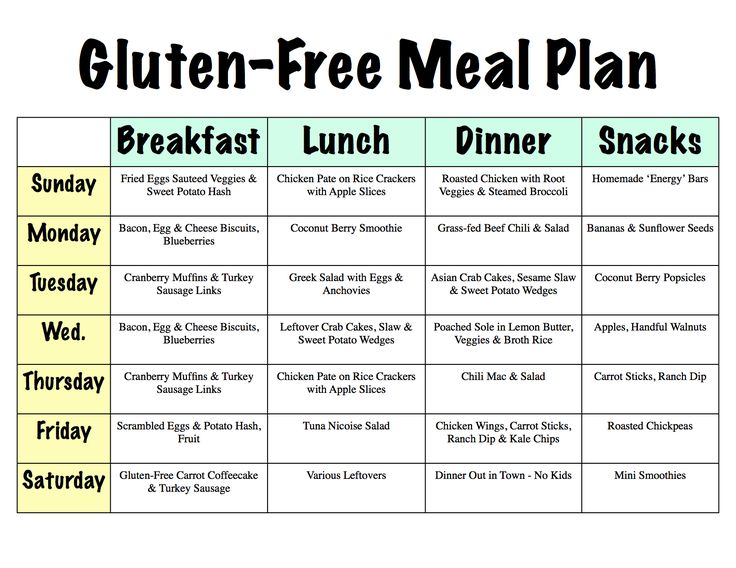 Gluten-Free Meal Plan
Breakfast Lunch Dinner Snacks
Sunday
Fried Eggs Sauteed Veggies &
Sweet Potato Hash
Chicken Pate on Rice Crackers
with Apple Slices
Roasted Chicken with Root
Veggies & Steamed Broccoli
Homemade ‘Energy’ Bars
Monday
Bacon, Egg & Cheese Biscuits,
Blueberries
Coconut Berry Smoothie
Grass-fed Beef Chili & Salad
Bananas & Sunflower Seeds
Tuesday
Cranberry Muffins & Turkey
Sausage Links
Greek Salad with Eggs &
Anchovies
Asian Crab Cakes, Sesame Slaw
& Sweet Potato Wedges
Coconut Berry Popsicles
Wed.
Bacon, Egg & Cheese Biscuits,
Blueberries
Leftover Crab Cakes, Slaw &
Sweet Potato Wedges
Poached Sole in Lemon Butter,
Veggies & Broth Rice
Apples, Handful Walnuts
Thursday
Cranberry Muffins & Turkey
Sausage Links
Chicken Pate on Rice Crackers
with Apple Slices
Chili Mac & Salad
Carrot Sticks, Ranch Dip
Friday
Scrambled Eggs & Potato Hash,
Fruit
Tuna Nicoise Salad
Chicken Wings, Carrot Sticks,
Ranch Dip & Kale Chips
Roasted Chickpeas
Saturday
Gluten-Free Carrot Coffeecake
& Turkey Sausage
Various Leftovers
Dinner Out in Town - No Kids
Mini Smoothies